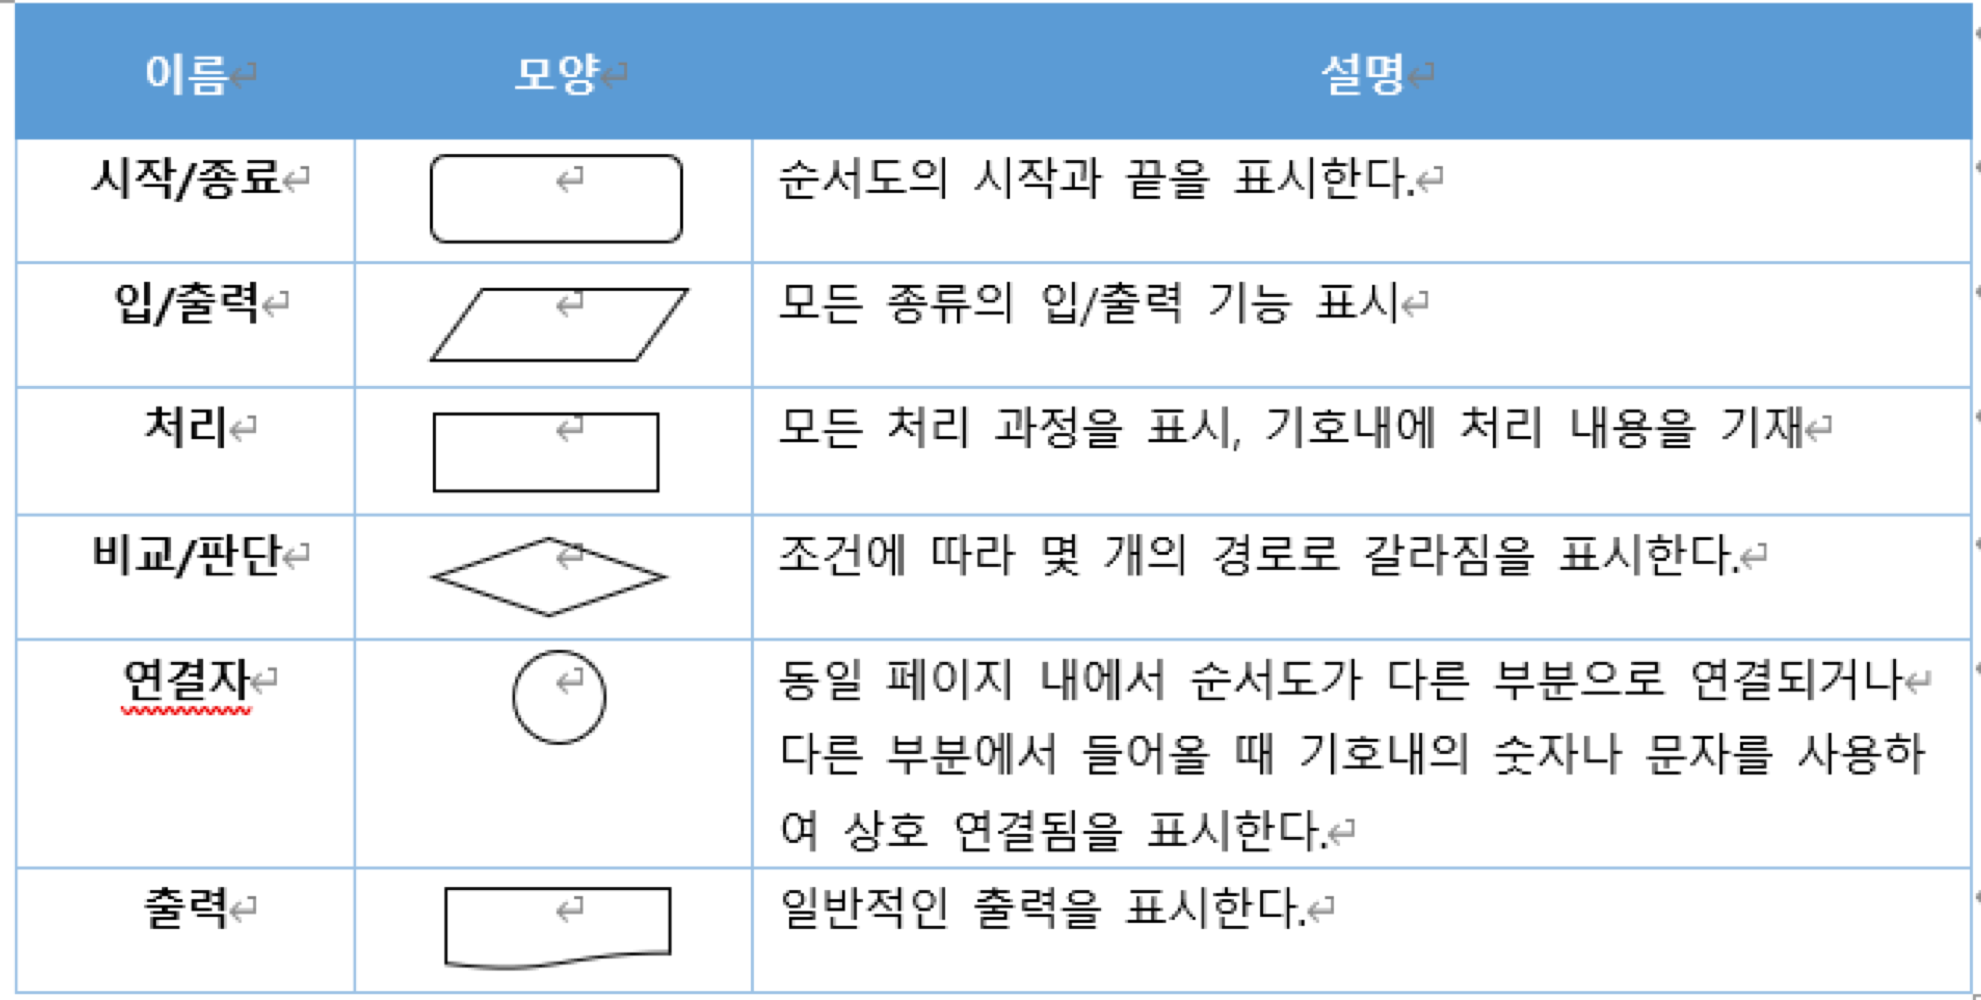 이름 모양 설명
시작/종료 순서도의 시작과 끝을 표시한다.
입/출력 모든 종류의 입/출력 기능 표시
처리 모든 처리 과정을 표시, 기호내에 처리 내용을 기재
비교/판단 조건에 따라 몇 개의 경로로 갈라짐을 표시한다.
연결자 동일 페이지 내에서 순서도가 다른 부분으로 연결되거나
다른 부분에서 들어올 때 기호내의 숫자나 문자를 사용하
여 상호 연결됨을 표시한다.
출력 일반적인 출력을 표시한다.